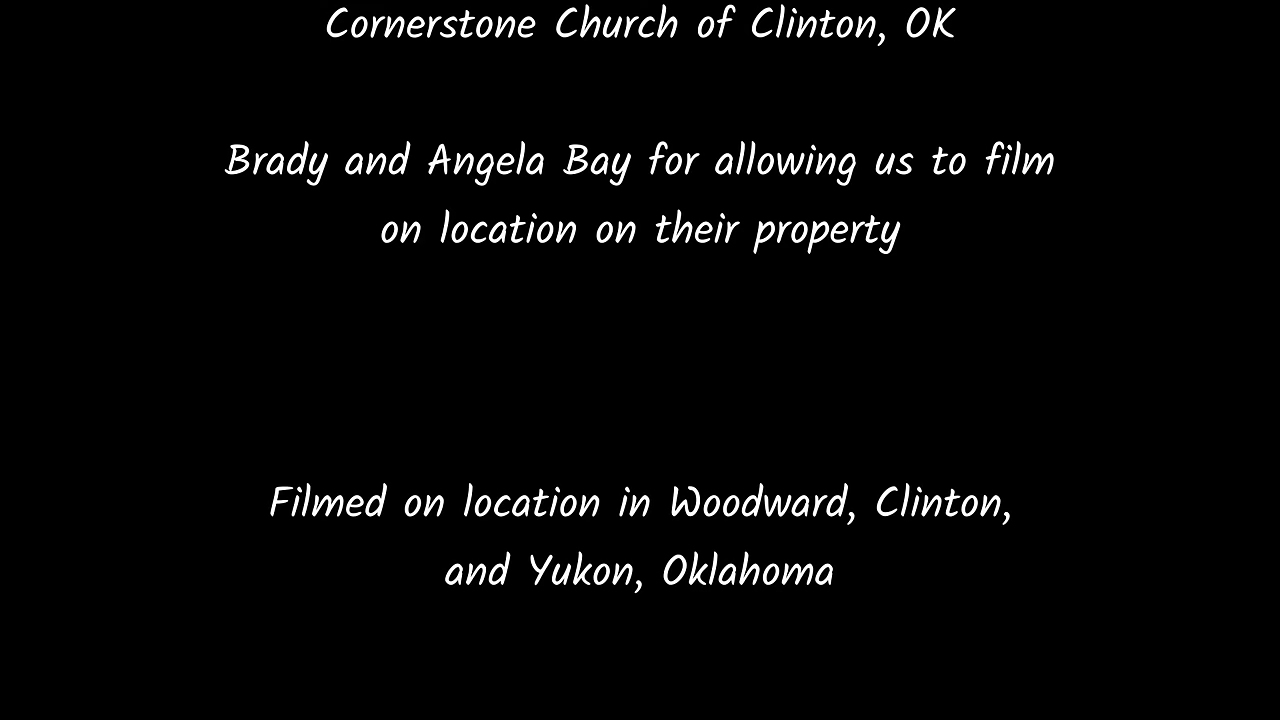 Cornerstone Church of Clinton, OK
Brady and Angela Bay for allowing us to film
on location on their property
Filmed on location in Woodward, Clinton,
and Yukon, Oklahoma